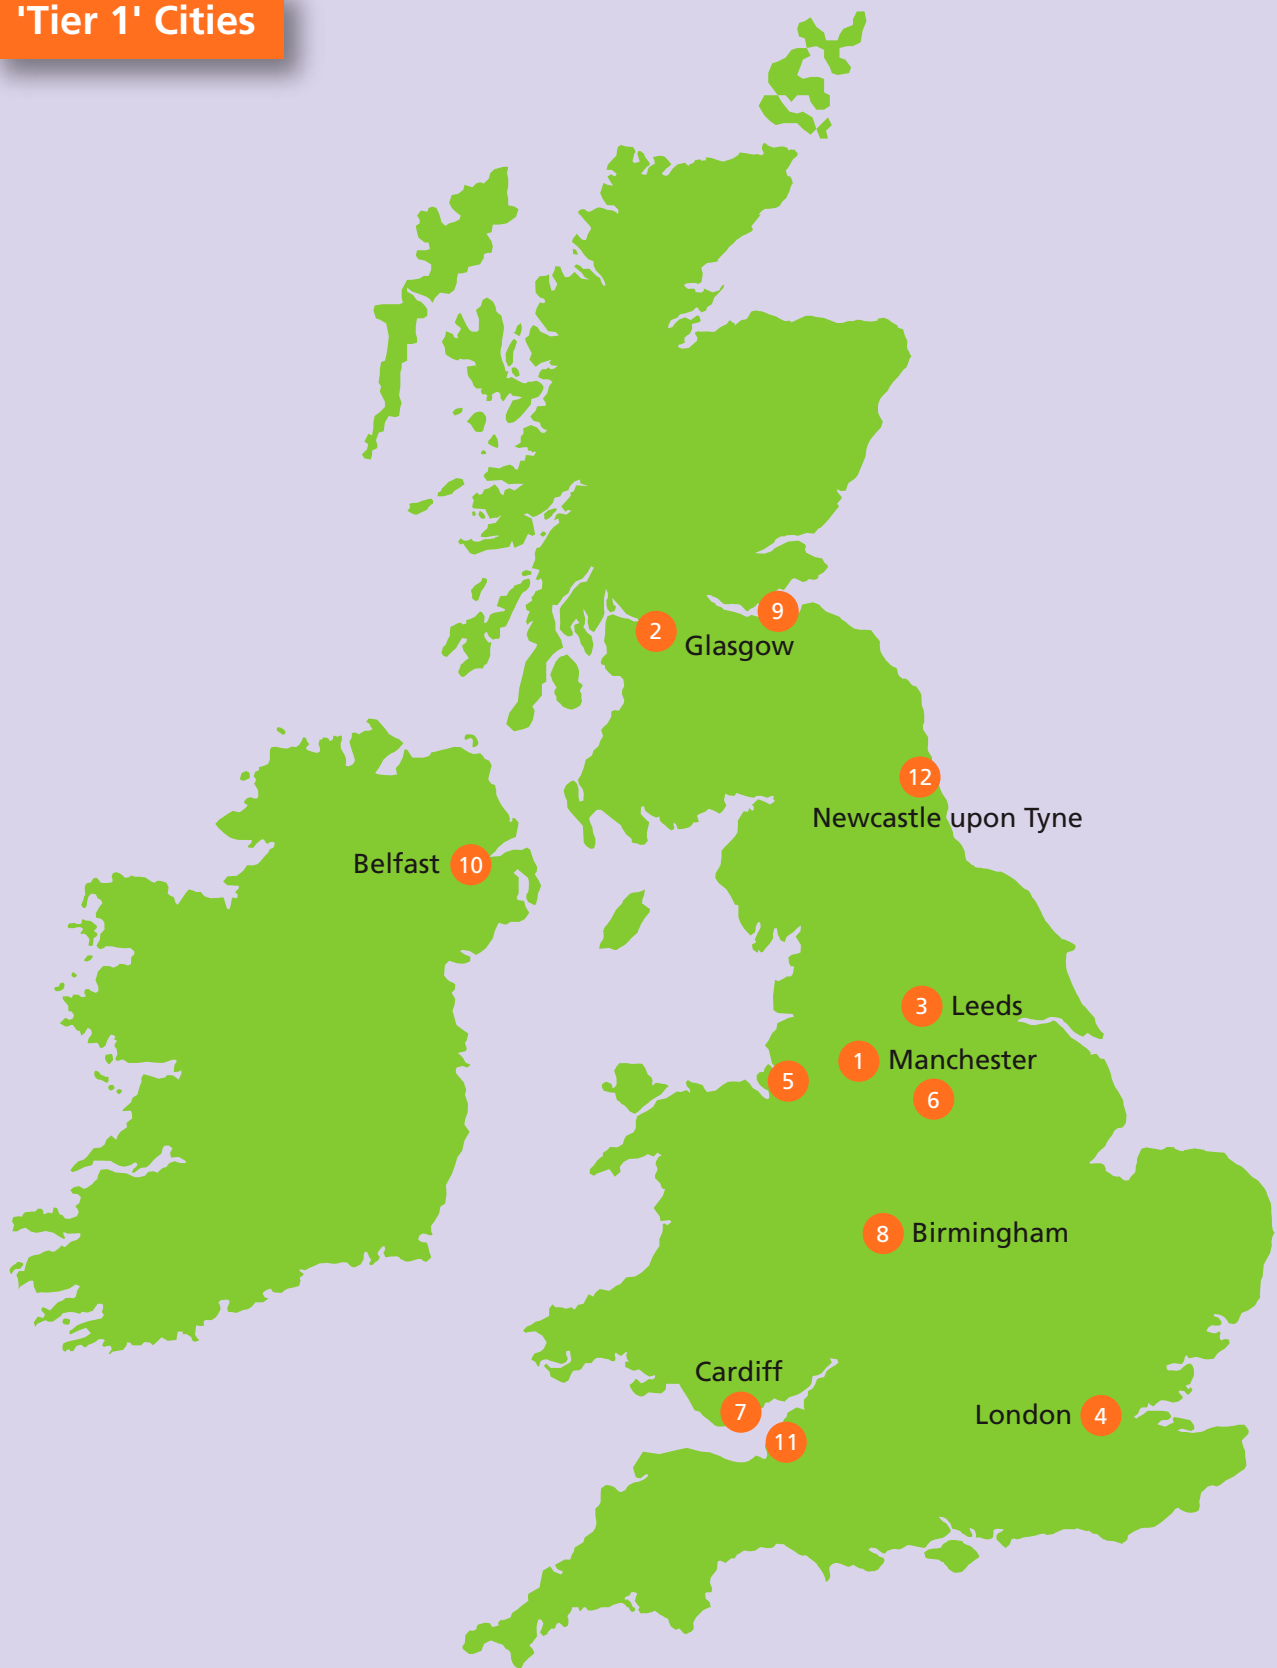 'Tier 1' Cities
9
2
Glasgow
12
Newcastle upon Tyne
Belfast 10
3 Leeds
1 Manchester
5
6
8 Birmingham
Cardiff
7
London 4
11